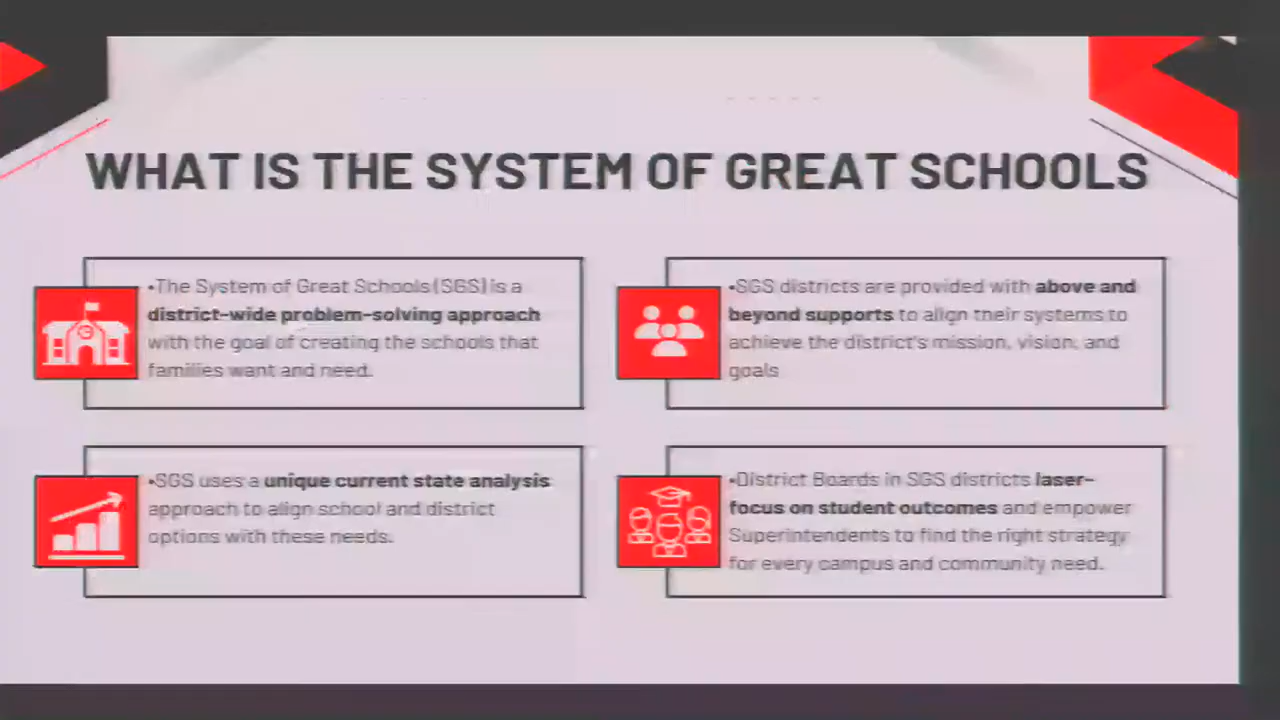 WHAT IS THE SYSTEM OF GREAT SCHOOLS
•The System of Great Schools (SGS) is a
district-wide problem-solving approach
with the goal of creating the schools that
families want and need.
•SGS districts are provided with above and
beyond supports to align their systems to
achieve the district's mission, vision, and
goals
•SGS uses a unique current state analysis
approach to align school and district
options with these needs.
•District Boards in SGS districts laser-
focus on student outcomes and empower
Superintendents to find the right strategy
for every campus and community need.